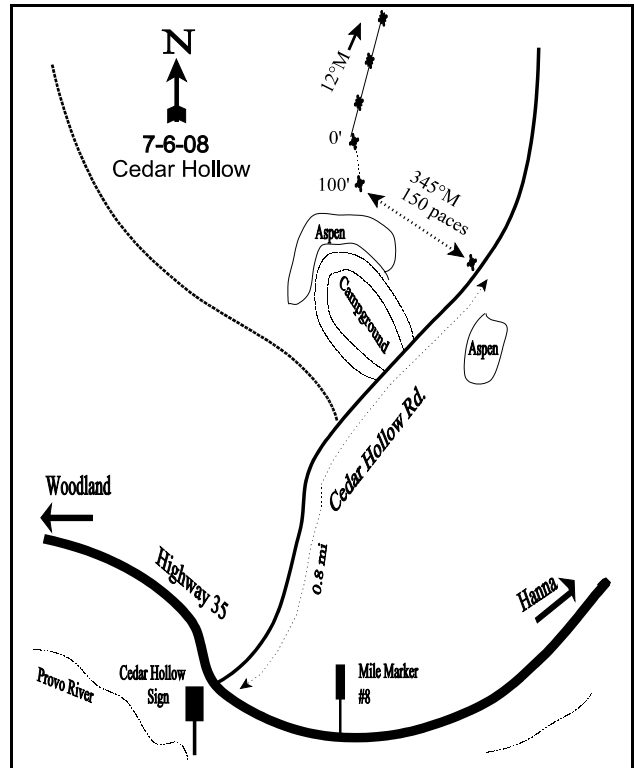 N
7-6-08
Cedar Hollow
12°M
0'
100'
345°M
150 paces
Aspen
Campground
Aspen
Cedar Hollow Rd.
Woodland
Highway 35
0.8 mi
Hanna
Provo River
Cedar Hollow
Sign
Mile Marker
#8